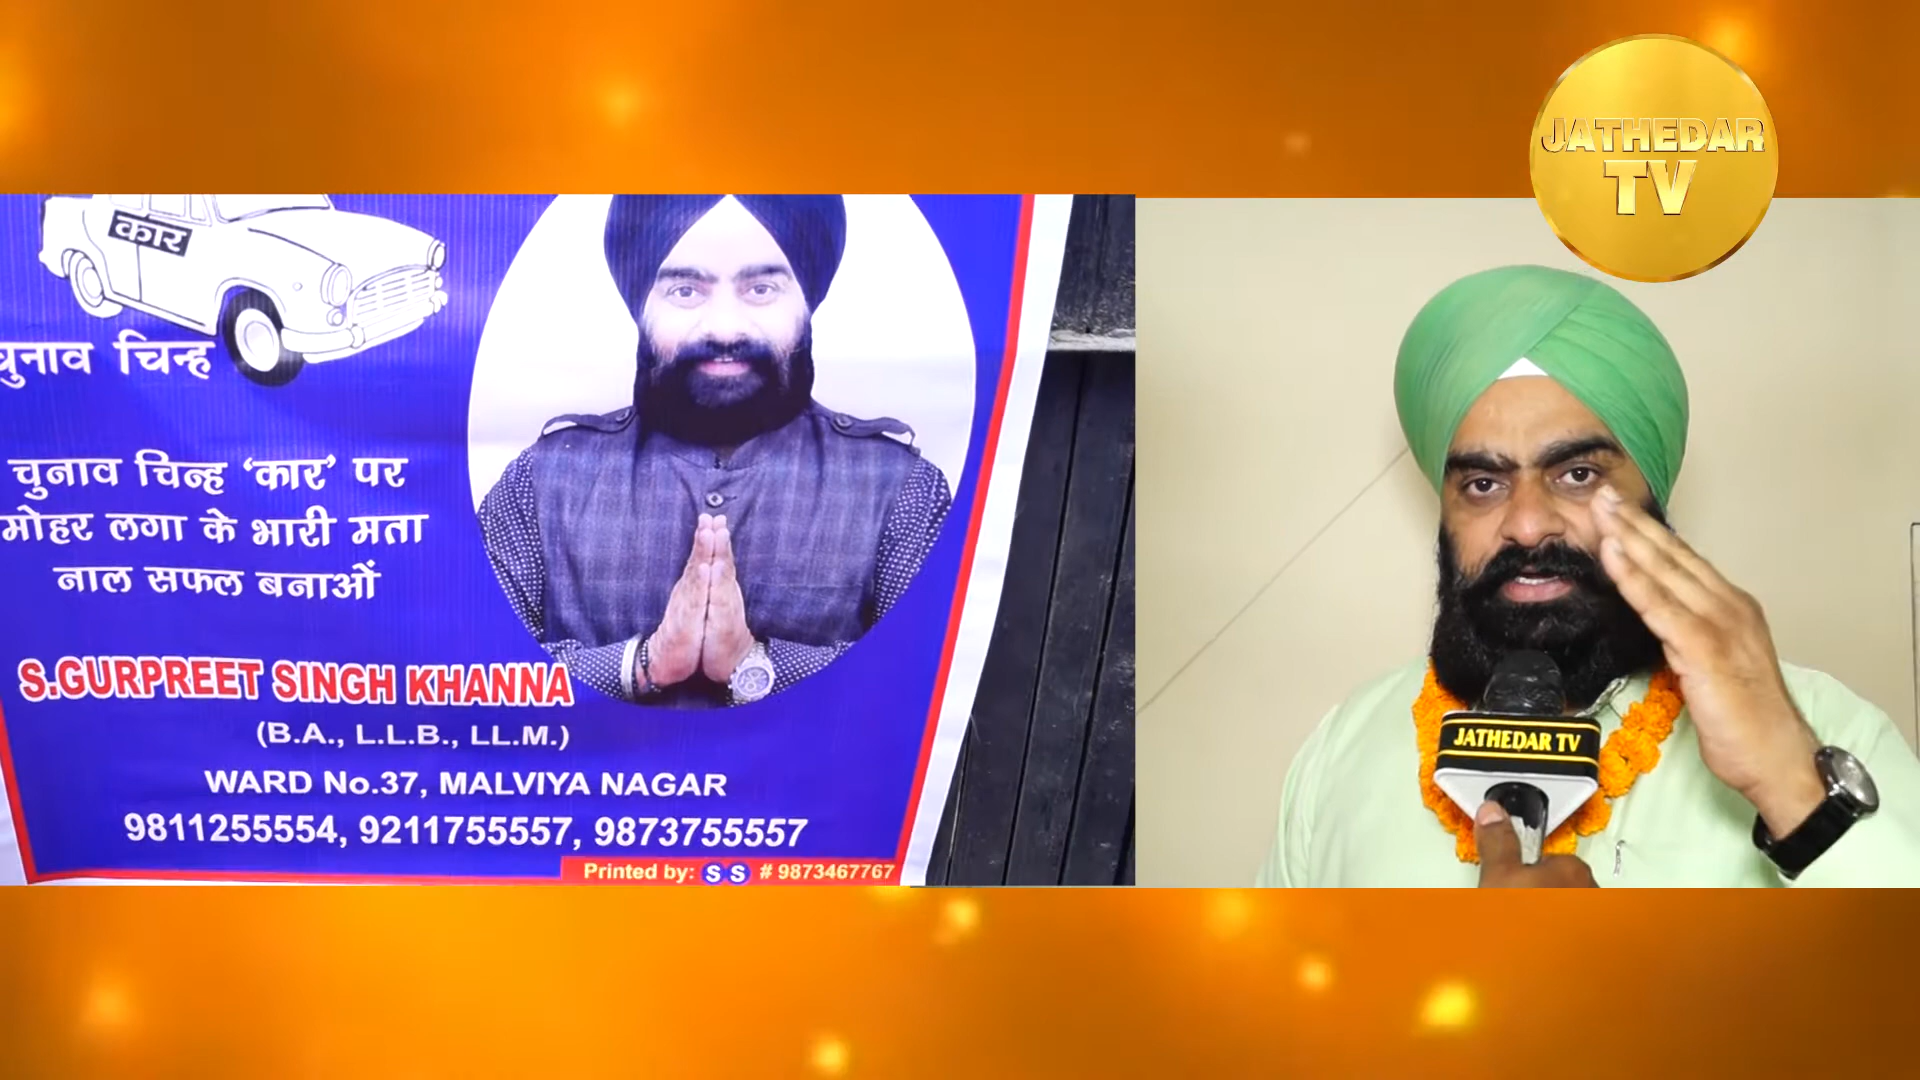 कार
चुनाव चिन्ह
चुनाव चिन्ह ‘कार’ पर
मोहर लगा के भारी मता
नाल सफल बनाओं
S.GURPREET SINGH KHANNA
(B.A., L.L.B., LL.M.)
WARD No.37, MALVIYA NAGAR
9811255554, 9211755557, 9873755557
Printed by: S S # 9873467767
JATHEDAR
TV
JATHEDAR TV